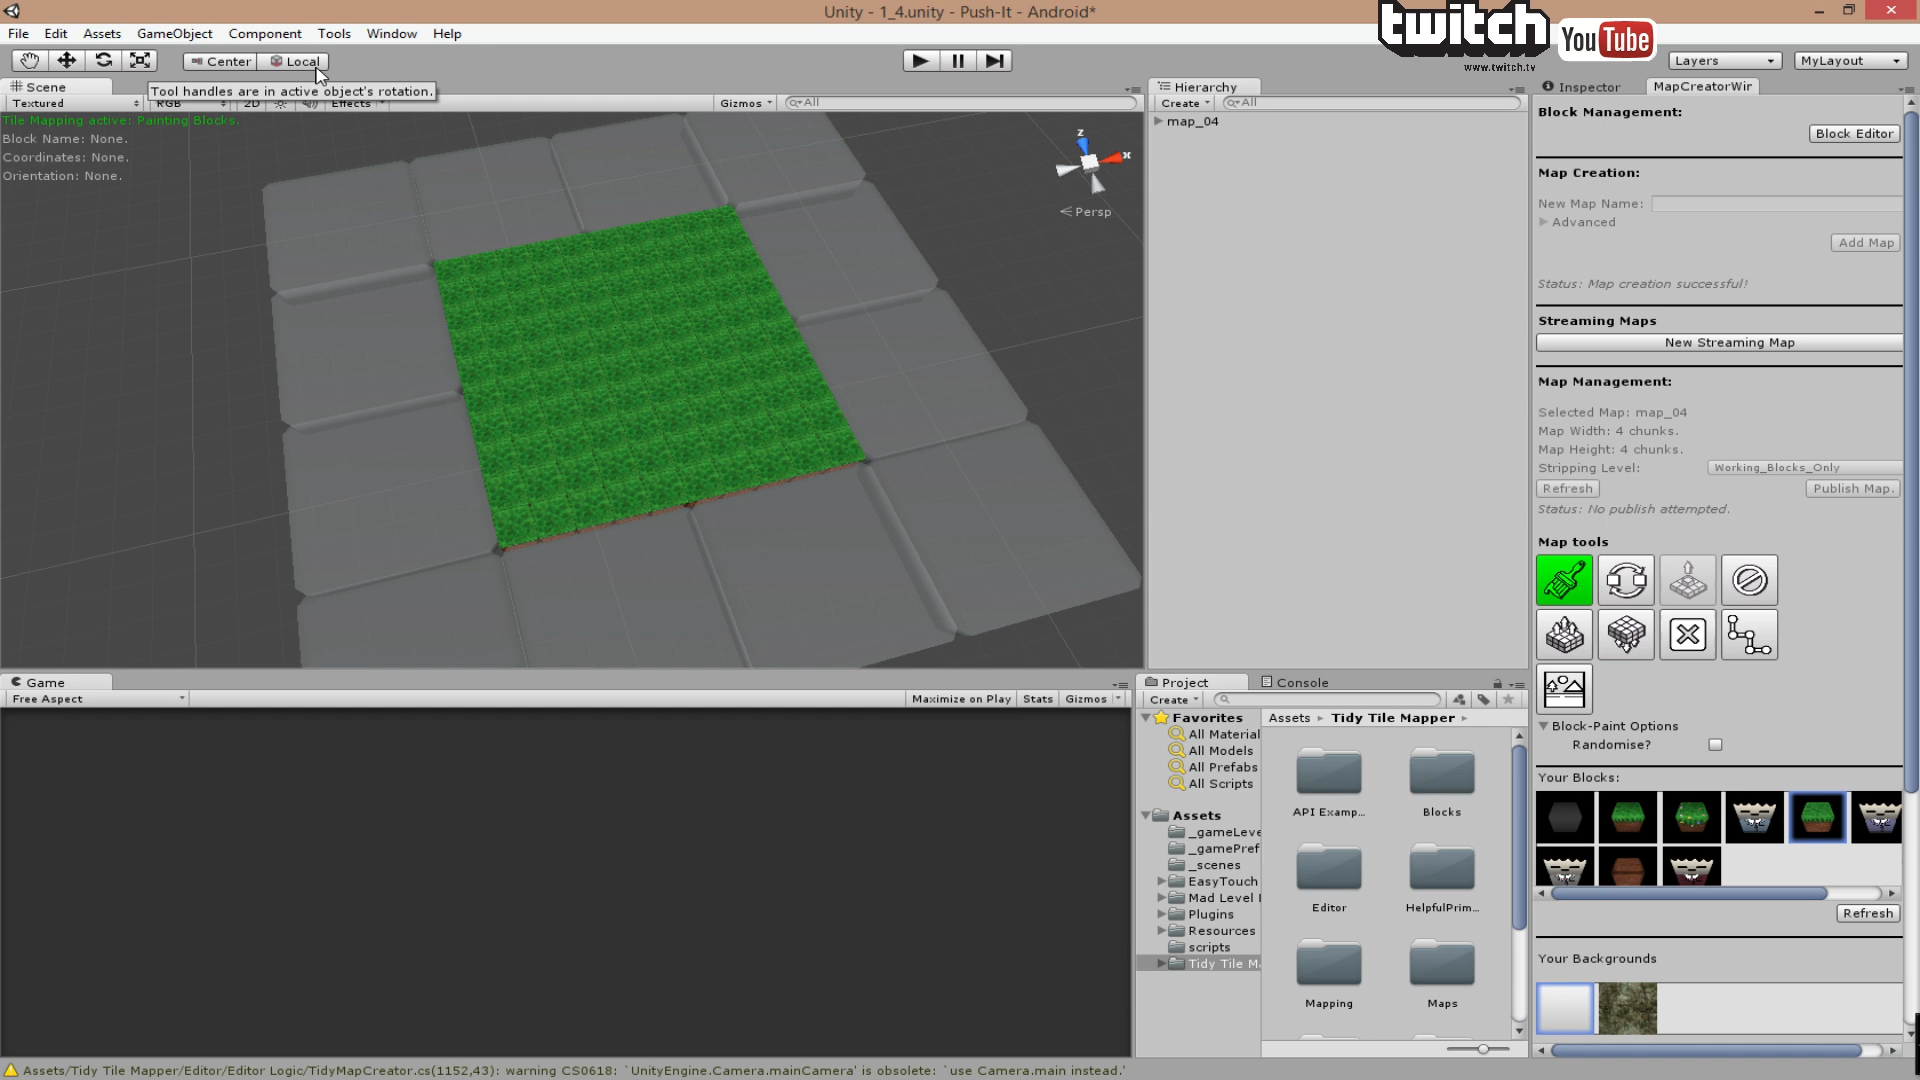 Unity - 1_4.unity - Push-It - Android*
twitch
www.twitch.tv
You Tube
File Edit Assets GameObject Component Tools Window Help
Center Local
Layers
MyLayout
Tool handles are in active object's rotation.
Scene
Textured
RGB
2D
Effects
Gizmos
All
Tile Mapping active: Painting Blocks.
Block Name: None.
Coordinates: None.
Orientation: None.
z
x
Persp
Hierarchy
Create
All
map_04
Inspector
MapCreatorWir
Block Management:
Block Editor
Map Creation:
New Map Name:
Advanced
Add Map
Status: Map creation successful!
Streaming Maps
New Streaming Map
Map Management:
Selected Map: map_04
Map Width: 4 chunks.
Map Height: 4 chunks.
Stripping Level: Working_Blocks_Only
Refresh
Publish Map.
Status: No publish attempted.
Map tools
Block-Paint Options
Randomise?
Your Blocks:
Refresh
Your Backgrounds
Game
Free Aspect
Maximize on Play
Stats
Gizmos
Project
Console
Create
Favorites
All Material
All Models
All Prefabs
All Scripts
Assets
_gameLeve
_gamePref
_scenes
EasyTouch
Mad Level
Plugins
Resources
scripts
Tidy Tile M
Assets Tidy Tile Mapper
API Examp...
Blocks
Editor
HelpfulPrim...
Mapping
Maps
Assets/Tidy Tile Mapper/Editor/Editor Logic/TidyMapCreator.cs(1152,43): warning CS0618: `UnityEngine.Camera.mainCamera' is obsolete: `use Camera.main instead.'